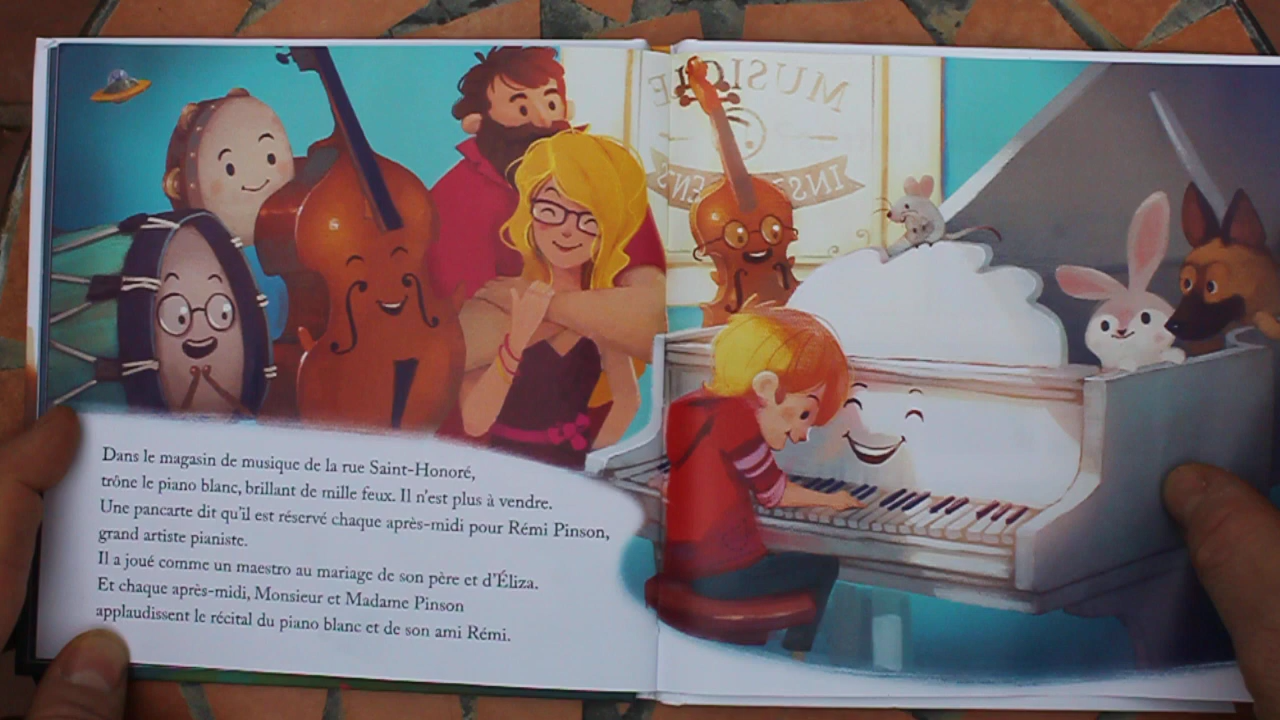 MUSIQUE
Dans le magasin de musique de la rue Saint-Honoré,
trône le piano blanc, brillant de mille feux. Il n'est plus à vendre.
Une pancarte dit qu'il est réservé chaque après-midi pour Rémi Pinson,
grand artiste pianiste.
Il a joué comme un maestro au mariage de son père et d'Éliza.
Et chaque après-midi, Monsieur et Madame Pinson
applaudissent le récital du piano blanc et de son ami Rémi.